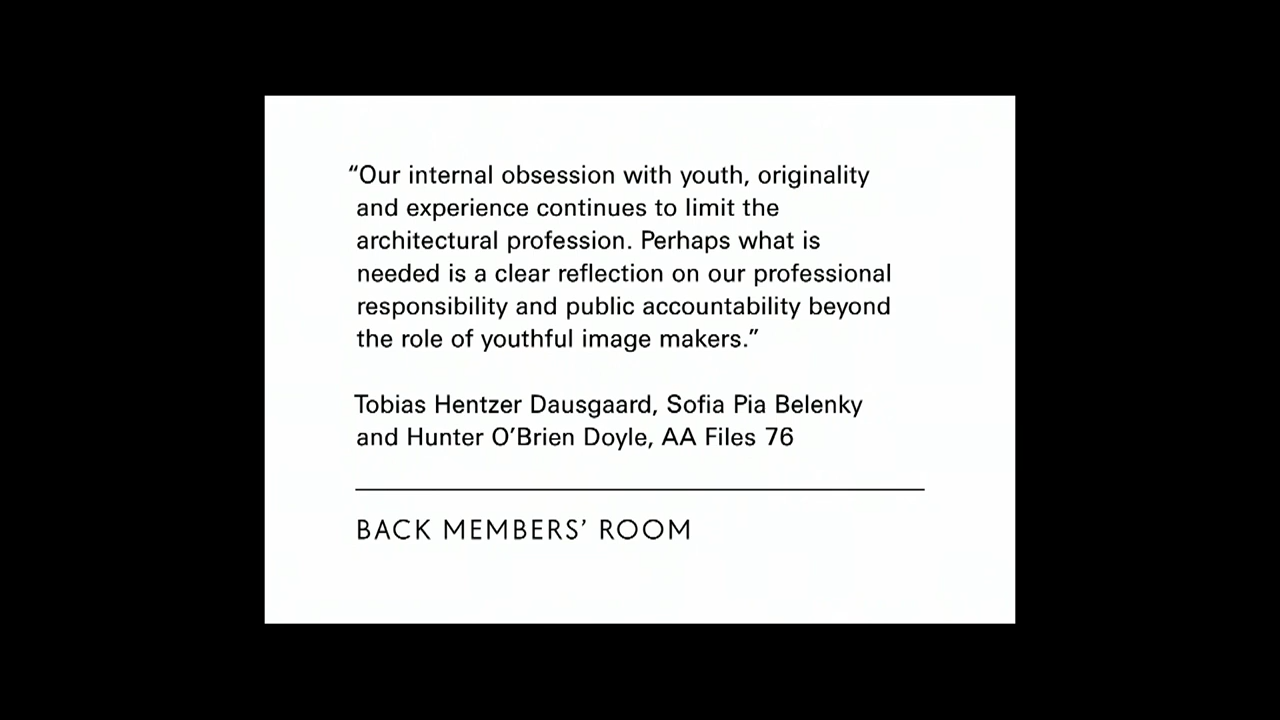 “Our internal obsession with youth, originality
and experience continues to limit the
architectural profession. Perhaps what is
needed is a clear reflection on our professional
responsibility and public accountability beyond
the role of youthful image makers.”
Tobias Hentzer Dausgaard, Sofia Pia Belenky
and Hunter O’Brien Doyle, AA Files 76
BACK MEMBERS’ ROOM